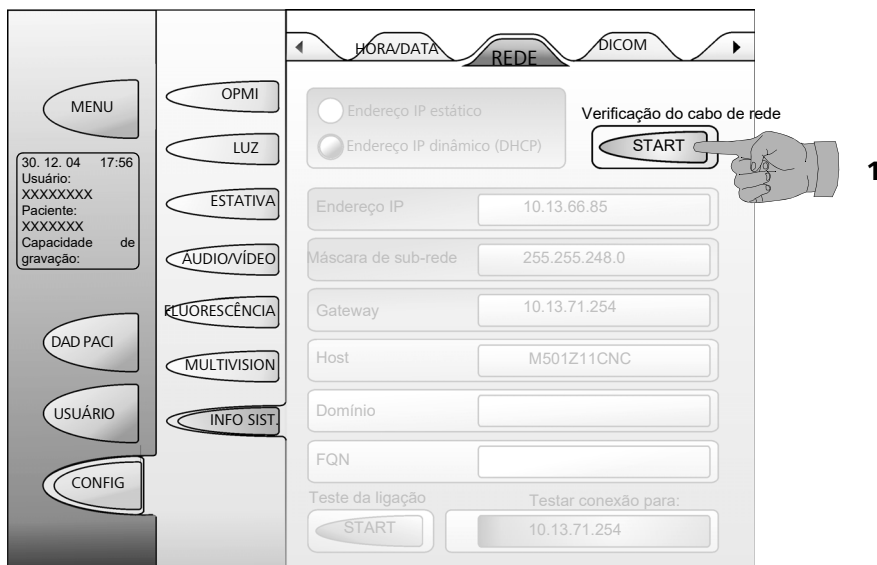 MENU
30. 12. 04 17:56
Usuário:
XXXXXXXX
Paciente:
XXXXXXX
Capacidade de
gravação:
DAD PACI
USUÁRIO
CONFIG
OPMI
LUZ
ESTATIVA
ÁUDIO/VÍDEO
FLUORESCÊNCIA
MULTIVISION
INFO SIST.
HORA/DATA
REDE
DICOM
Endereço IP estático
Endereço IP dinâmico (DHCP)
Verificação do cabo de rede
START
1
Endereço IP 10.13.66.85
Máscara de sub-rede 255.255.248.0
Gateway 10.13.71.254
Host M501Z11CNC
Domínio
FQN
Teste da ligação
START
Testar conexão para:
10.13.71.254